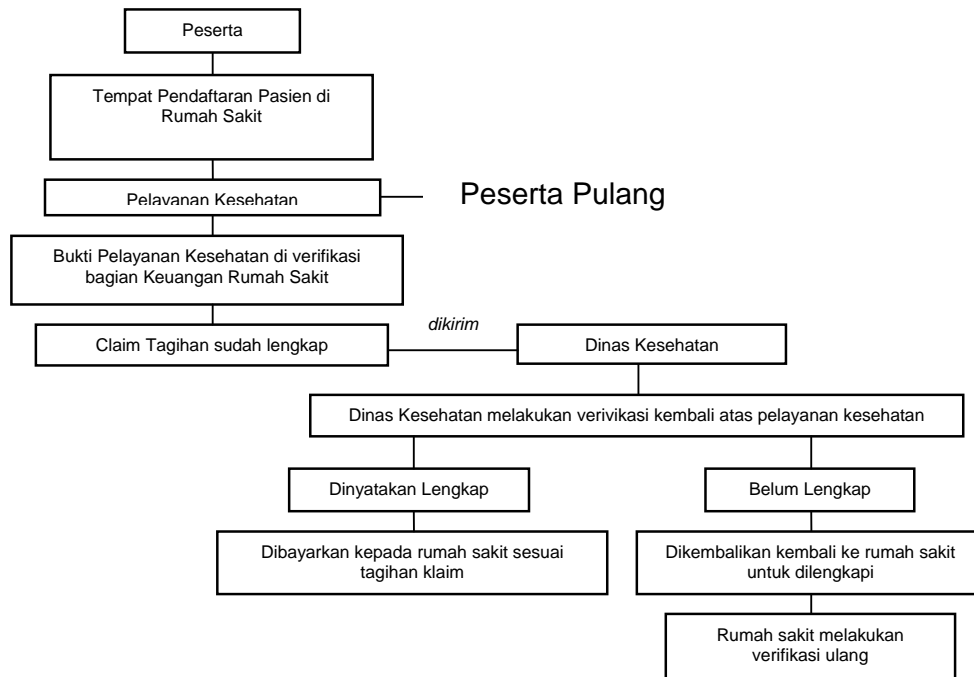 Peserta
Tempat Pendaftaran Pasien di
Rumah Sakit
Pelayanan Kesehatan
Peserta Pulang
Bukti Pelayanan Kesehatan di verifikasi
bagian Keuangan Rumah Sakit
Claim Tagihan sudah lengkap
dikirim
Dinas Kesehatan
Dinas Kesehatan melakukan verivikasi kembali atas pelayanan kesehatan
Dinyatakan Lengkap
Belum Lengkap
Dibayarkan kepada rumah sakit sesuai
tagihan klaim
Dikembalikan kembali ke rumah sakit
untuk dilengkapi
Rumah sakit melakukan
verifikasi ulang